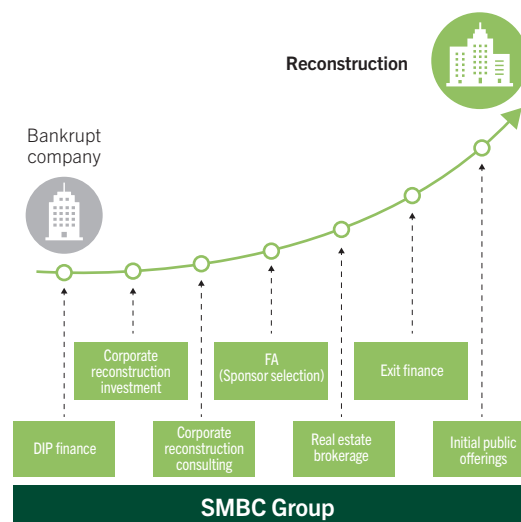 Reconstruction
Bankrupt
company
Corporate
reconstruction
investment
FA
(Sponsor selection)
Exit finance
DIP finance
Corporate
reconstruction
consulting
Real estate
brokerage
Initial public
offerings
SMBC Group